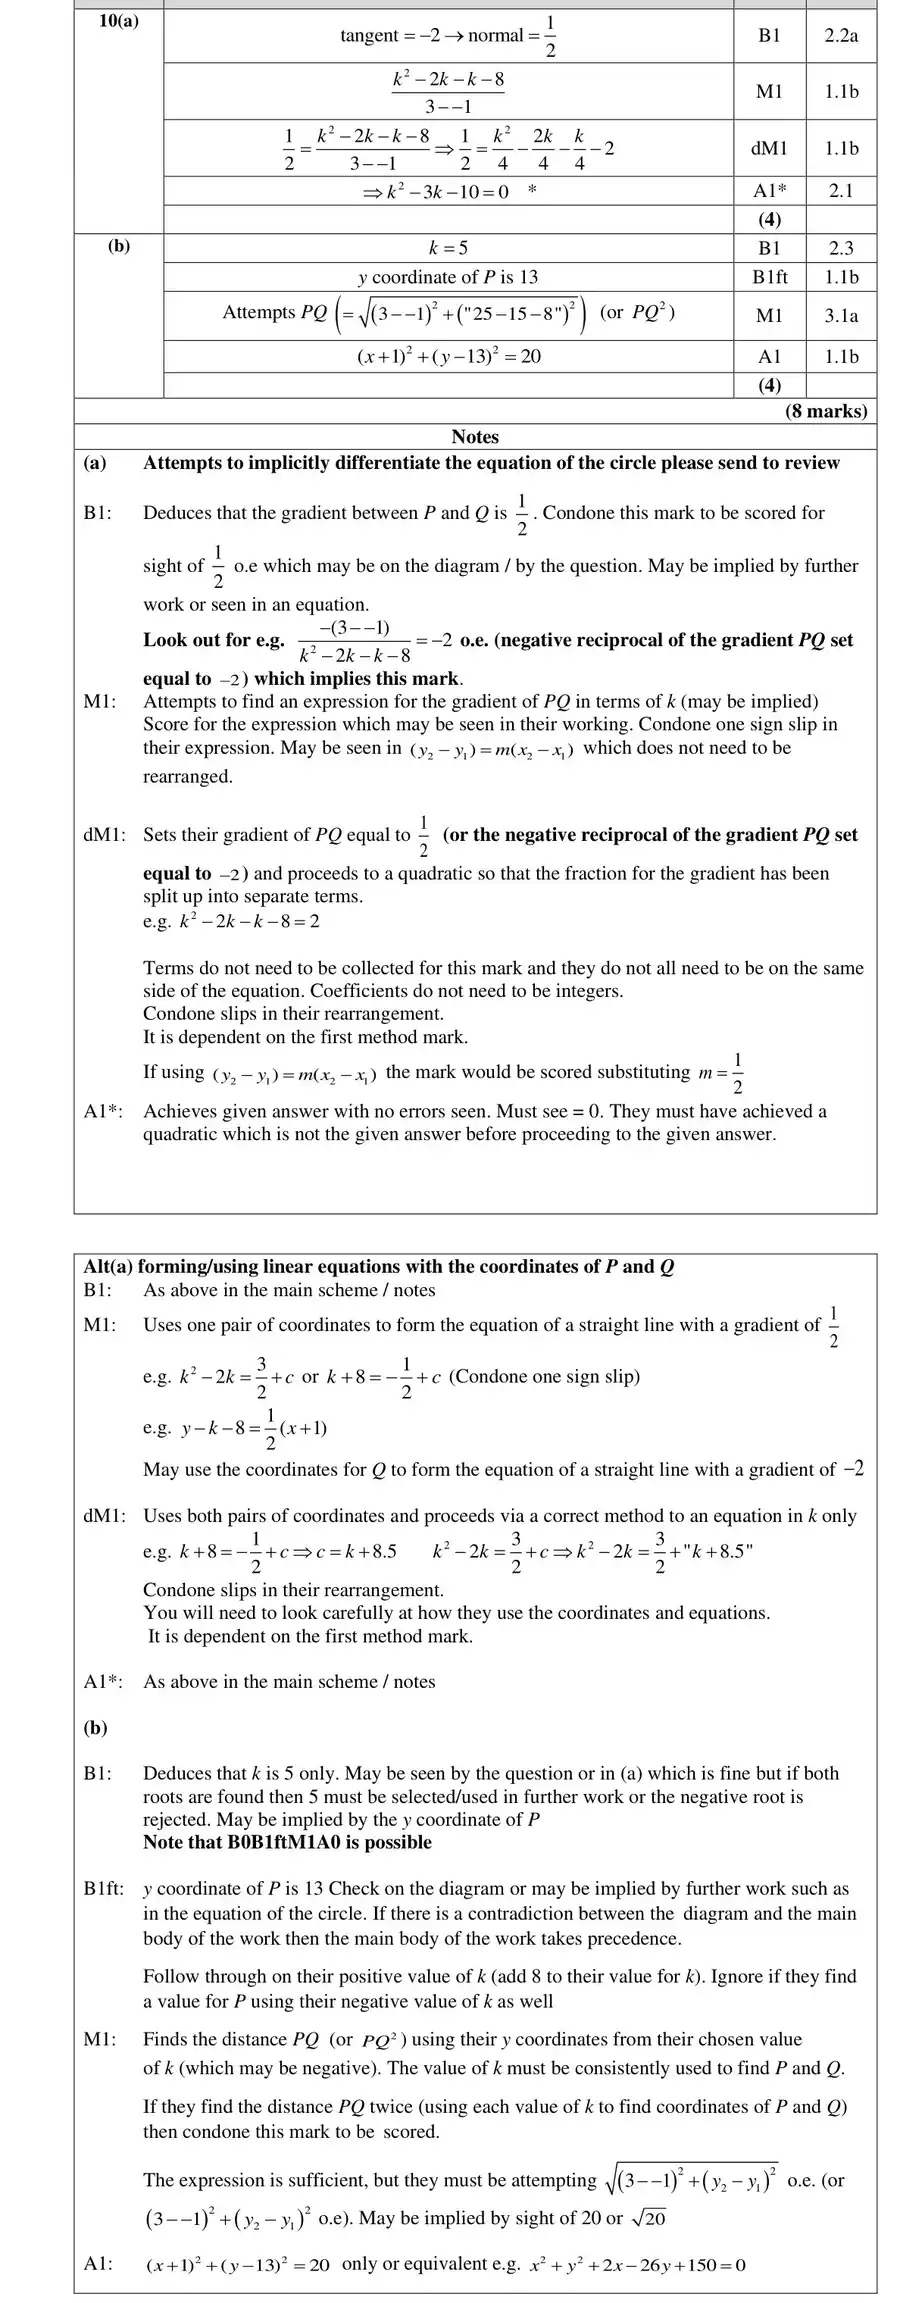 10(a) tangent = −2 → normal = 1/2 B1 2.2a
(k² − 2k − k − 8)/(3 − −1) M1 1.1b
1/2 = (k² − 2k − k − 8)/(3 − −1) ⇒ 1/2 = k²/4 − 2k/4 − k/4 − 2 dM1 1.1b
⇒ k² − 3k − 10 = 0 * A1* 2.1
(4)
(b) k = 5 B1 2.3
y coordinate of P is 13 B1ft 1.1b
Attempts PQ (= √((3 − −1)² + ("25 − 15 − 8")²)) (or PQ²) M1 3.1a
(x + 1)² + (y − 13)² = 20 A1 1.1b
(4)
(8 marks)
Notes
(a) Attempts to implicitly differentiate the equation of the circle please send to review
B1: Deduces that the gradient between P and Q is 1/2 . Condone this mark to be scored for
sight of 1/2 o.e which may be on the diagram / by the question. May be implied by further
work or seen in an equation.
Look out for e.g. −(3 − −1)/(k² − 2k − k − 8) = −2 o.e. (negative reciprocal of the gradient PQ set
equal to −2) which implies this mark.
M1: Attempts to find an expression for the gradient of PQ in terms of k (may be implied)
Score for the expression which may be seen in their working. Condone one sign slip in
their expression. May be seen in (y₂ − y₁) = m(x₂ − x₁) which does not need to be
rearranged.
dM1: Sets their gradient of PQ equal to 1/2 (or the negative reciprocal of the gradient PQ set
equal to −2) and proceeds to a quadratic so that the fraction for the gradient has been
split up into separate terms.
e.g. k² − 2k − k − 8 = 2
Terms do not need to be collected for this mark and they do not all need to be on the same
side of the equation. Coefficients do not need to be integers.
Condone slips in their rearrangement.
It is dependent on the first method mark.
If using (y₂ − y₁) = m(x₂ − x₁) the mark would be scored substituting m = 1/2
A1*: Achieves given answer with no errors seen. Must see = 0. They must have achieved a
quadratic which is not the given answer before proceeding to the given answer.
Alt(a) forming/using linear equations with the coordinates of P and Q
B1: As above in the main scheme / notes
M1: Uses one pair of coordinates to form the equation of a straight line with a gradient of 1/2
e.g. k² − 2k = 3/2 + c or k + 8 = −1/2 + c (Condone one sign slip)
e.g. y − k − 8 = 1/2(x + 1)
May use the coordinates for Q to form the equation of a straight line with a gradient of −2
dM1: Uses both pairs of coordinates and proceeds via a correct method to an equation in k only
e.g. k + 8 = −1/2 + c ⇒ c = k + 8.5 k² − 2k = 3/2 + c ⇒ k² − 2k = 3/2 + "k + 8.5"
Condone slips in their rearrangement.
You will need to look carefully at how they use the coordinates and equations.
It is dependent on the first method mark.
A1*: As above in the main scheme / notes
(b)
B1: Deduces that k is 5 only. May be seen by the question or in (a) which is fine but if both
roots are found then 5 must be selected/used in further work or the negative root is
rejected. May be implied by the y coordinate of P
Note that B0B1ftM1A0 is possible
B1ft: y coordinate of P is 13 Check on the diagram or may be implied by further work such as
in the equation of the circle. If there is a contradiction between the diagram and the main
body of the work then the main body of the work takes precedence.
Follow through on their positive value of k (add 8 to their value for k). Ignore if they find
a value for P using their negative value of k as well
M1: Finds the distance PQ (or PQ²) using their y coordinates from their chosen value
of k (which may be negative). The value of k must be consistently used to find P and Q.
If they find the distance PQ twice (using each value of k to find coordinates of P and Q)
then condone this mark to be scored.
The expression is sufficient, but they must be attempting √((3 − −1)² + (y₂ − y₁)²) o.e. (or
(3 − −1)² + (y₂ − y₁)² o.e). May be implied by sight of 20 or √20
A1: (x + 1)² + (y − 13)² = 20 only or equivalent e.g. x² + y² + 2x − 26y + 150 = 0